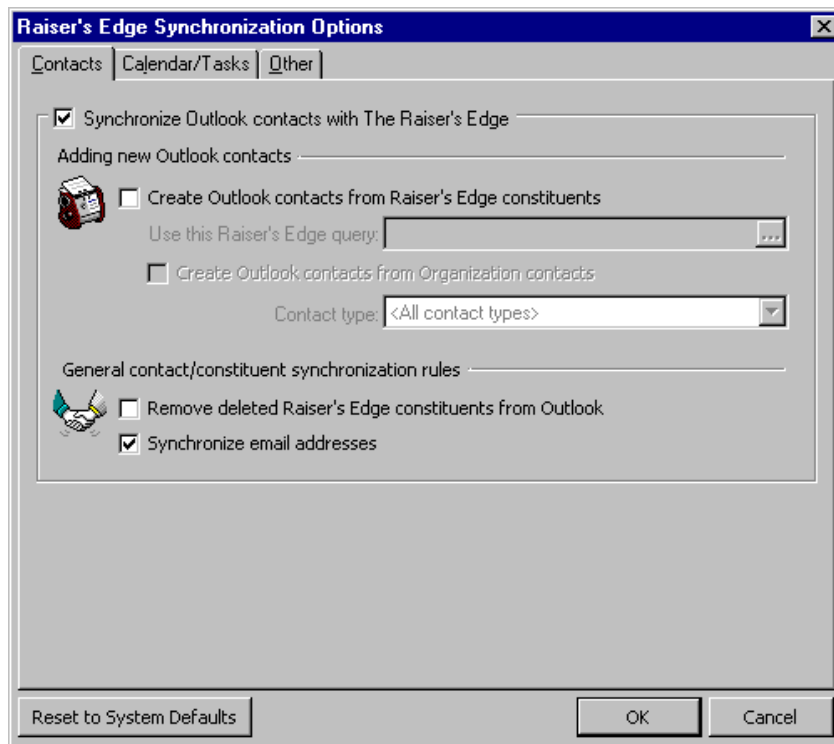 Raiser's Edge Synchronization Options
Contacts Calendar/Tasks Other
Synchronize Outlook contacts with The Raiser's Edge
Adding new Outlook contacts
Create Outlook contacts from Raiser's Edge constituents
Use this Raiser's Edge query: ...
Create Outlook contacts from Organization contacts
Contact type: <All contact types>
General contact/constituent synchronization rules
Remove deleted Raiser's Edge constituents from Outlook
Synchronize email addresses
Reset to System Defaults OK Cancel